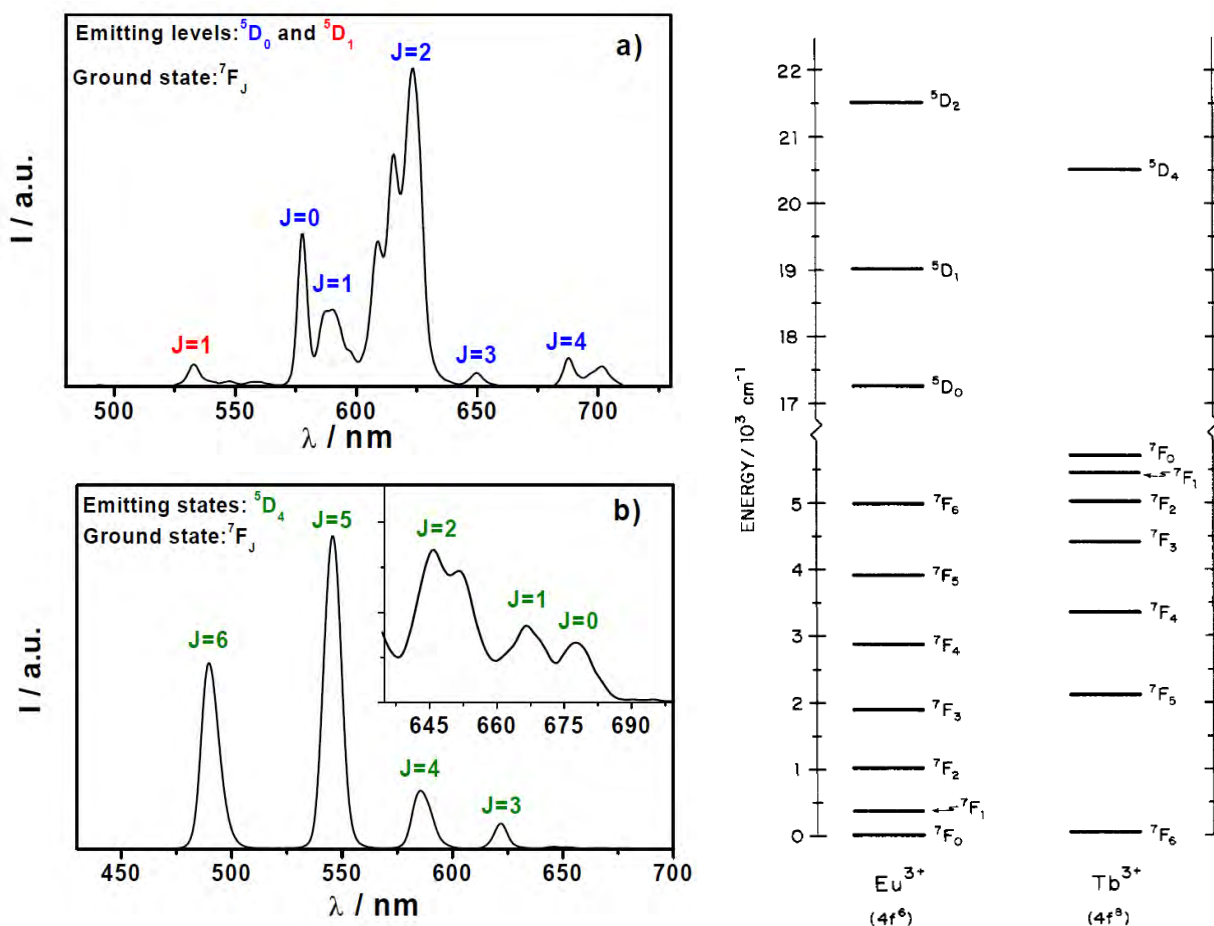 Emitting levels:⁵D₀ and ⁵D₁
a)
Ground state:⁷F_J
J=2
J=0
J=1
J=1
J=3
J=4
I / a.u.
500 550 600 650 700
λ / nm
Emitting states: ⁵D₄
b)
Ground state:⁷F_J
J=5
J=6
J=4
J=3
J=2
J=1
J=0
645 660 675 690
I / a.u.
450 500 550 600 650 700
λ / nm
ENERGY / 10³ cm⁻¹
22
21
20
19
18
17
5
4
3
2
1
0
⁵D₂
⁵D₁
⁵D₀
⁷F₆
⁷F₅
⁷F₄
⁷F₃
⁷F₂
⁷F₁
⁷F₀
Eu³⁺
(4f⁶)
⁵D₄
⁷F₀
⁷F₁
⁷F₂
⁷F₃
⁷F₄
⁷F₅
⁷F₆
Tb³⁺
(4f⁸)